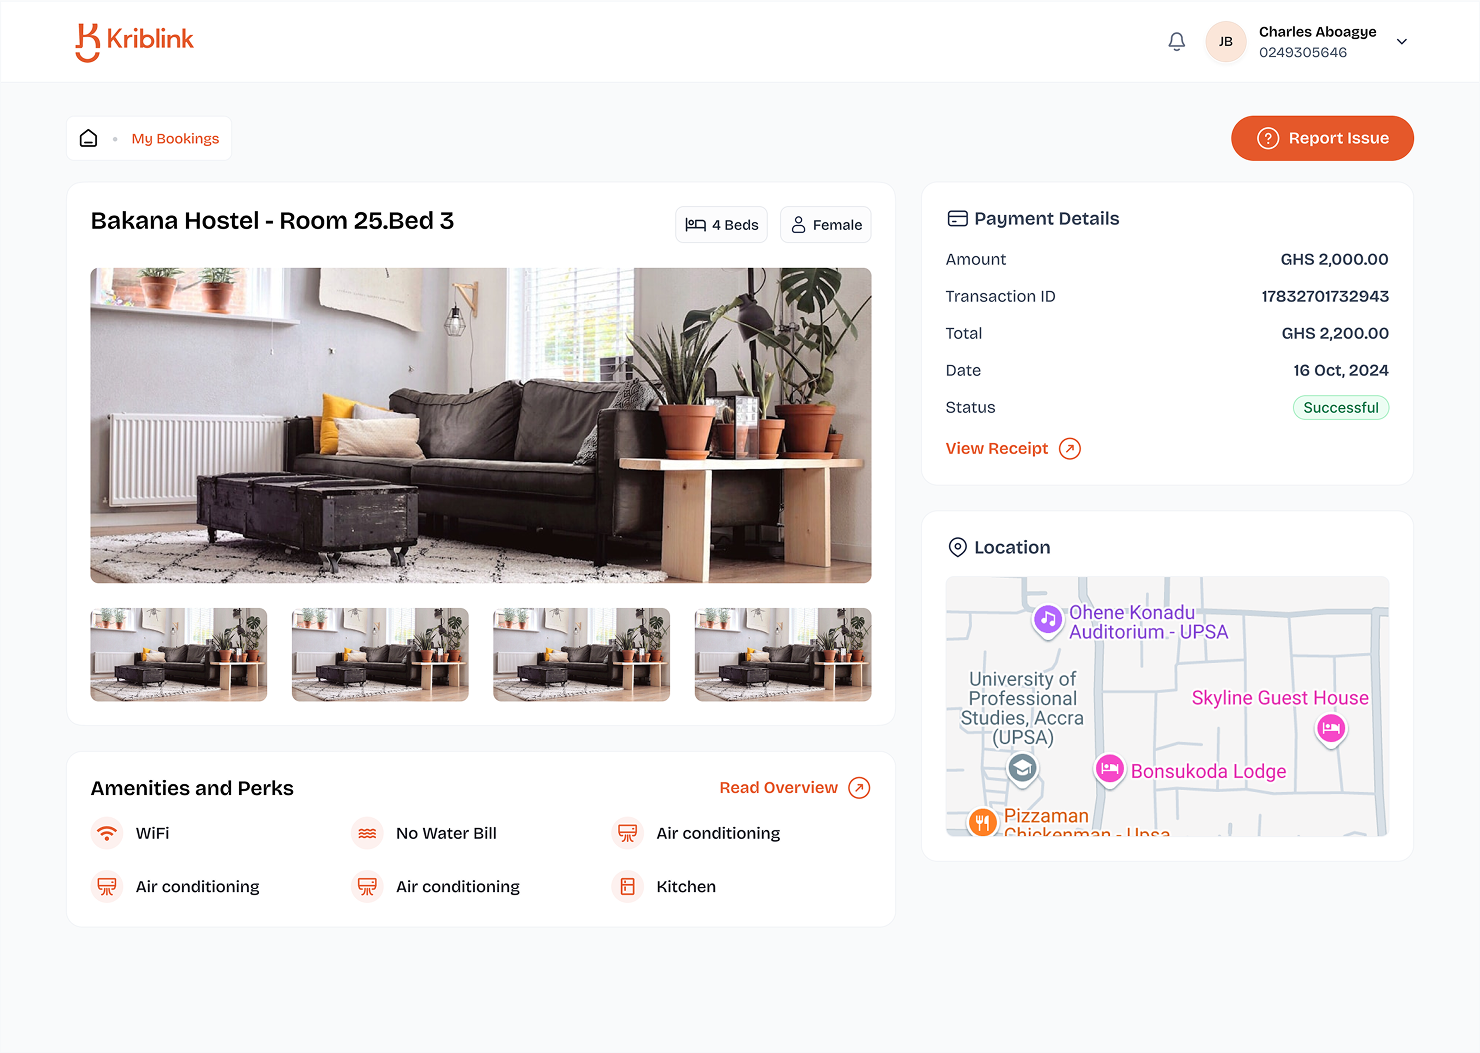 Kriblink
JB
Charles Aboagye
0249305646
My Bookings
Report Issue
Bakana Hostel - Room 25.Bed 3
4 Beds
Female
Amenities and Perks
Read Overview
WiFi
No Water Bill
Air conditioning
Air conditioning
Air conditioning
Kitchen
Payment Details
Amount
GHS 2,000.00
Transaction ID
17832701732943
Total
GHS 2,200.00
Date
16 Oct, 2024
Status
Successful
View Receipt
Location
Ohene Konadu
Auditorium - UPSA
University of
Professional
Studies, Accra
(UPSA)
Skyline Guest House
Bonsukoda Lodge
Pizzaman
Chickenman - Upsa